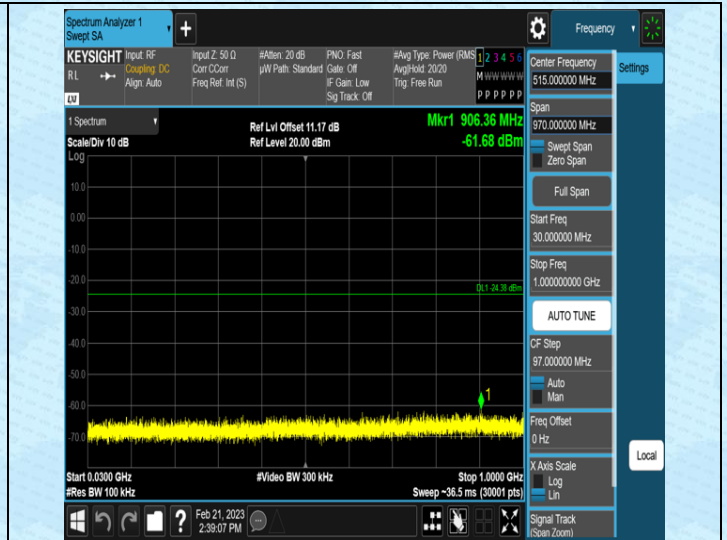 Spectrum Analyzer 1
Swept SA
+
Frequency
KEYSIGHT
RL
Input: RF
Coupling: DC
Align: Auto
Input Z: 50 Ω
Corr CCorr
Freq Ref: Int (S)
#Atten: 20 dB
µW Path: Standard
PNO: Fast
Gate: Off
IF Gain: Low
Sig Track: Off
#Avg Type: Power (RMS
Avg|Hold: 20/20
Trig: Free Run
1 2 3 4 5 6
M W W W W W
P P P P P P
LXI
1 Spectrum
Scale/Div 10 dB
Log
Ref Lvl Offset 11.17 dB
Ref Level 20.00 dBm
Mkr1 906.36 MHz
-61.68 dBm
10.0
0.00
-10.0
-20.0
DL1 -24.38 dBm
-30.0
-40.0
-50.0
-60.0
1
-70.0
Start 0.0300 GHz
#Res BW 100 kHz
#Video BW 300 kHz
Stop 1.0000 GHz
Sweep ~36.5 ms (30001 pts)
Feb 21, 2023
2:39:07 PM
?
Center Frequency
515.000000 MHz
Settings
Span
970.000000 MHz
Swept Span
Zero Span
Full Span
Start Freq
30.000000 MHz
Stop Freq
1.000000000 GHz
AUTO TUNE
CF Step
97.000000 MHz
Auto
Man
Freq Offset
0 Hz
X Axis Scale
Log
Lin
Local
Signal Track
(Span Zoom)